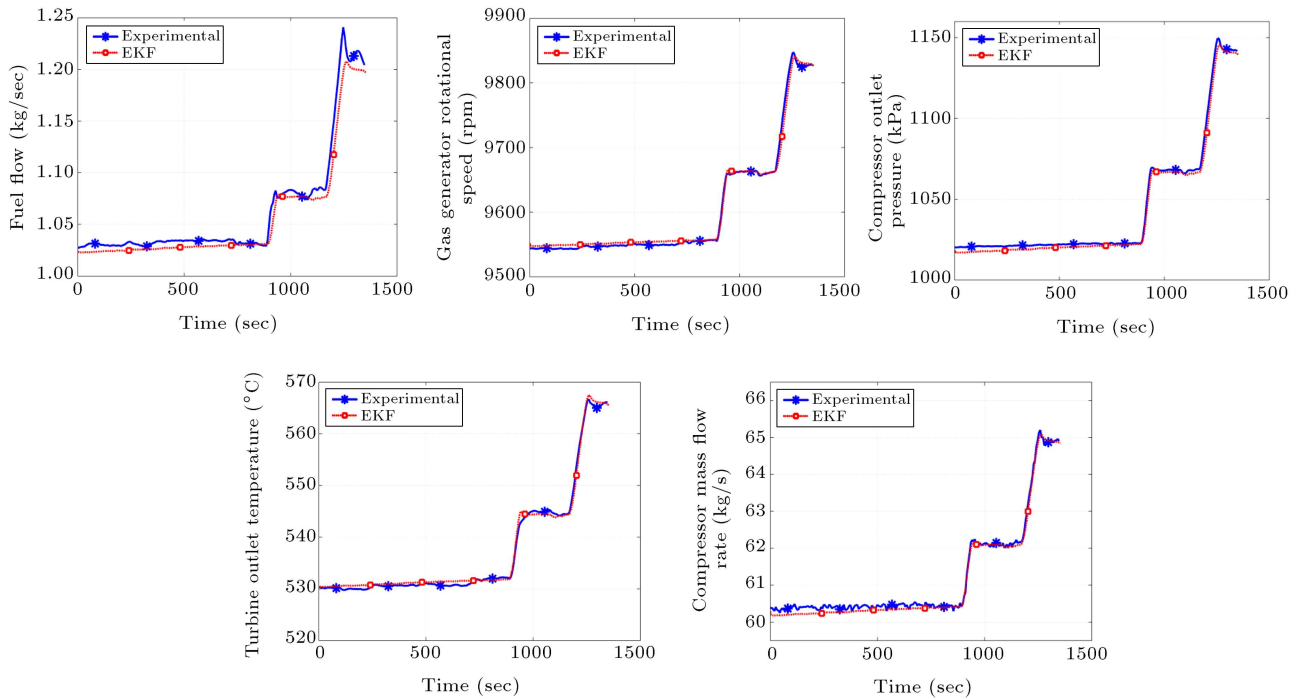 Fuel flow (kg/sec)
1.25
1.20
1.15
1.10
1.05
1.00
Experimental
EKF
0
500
1000
1500
Time (sec)
Gas generator rotational
speed (rpm)
9900
9800
9700
9600
9500
Experimental
EKF
0
500
1000
1500
Time (sec)
Compressor outlet
pressure (kPa)
1150
1100
1050
1000
Experimental
EKF
0
500
1000
1500
Time (sec)
Turbine outlet temperature (°C)
570
560
550
540
530
520
Experimental
EKF
0
500
1000
1500
Time (sec)
Compressor mass flow
rate (kg/s)
66
65
64
63
62
61
60
Experimental
EKF
0
500
1000
1500
Time (sec)